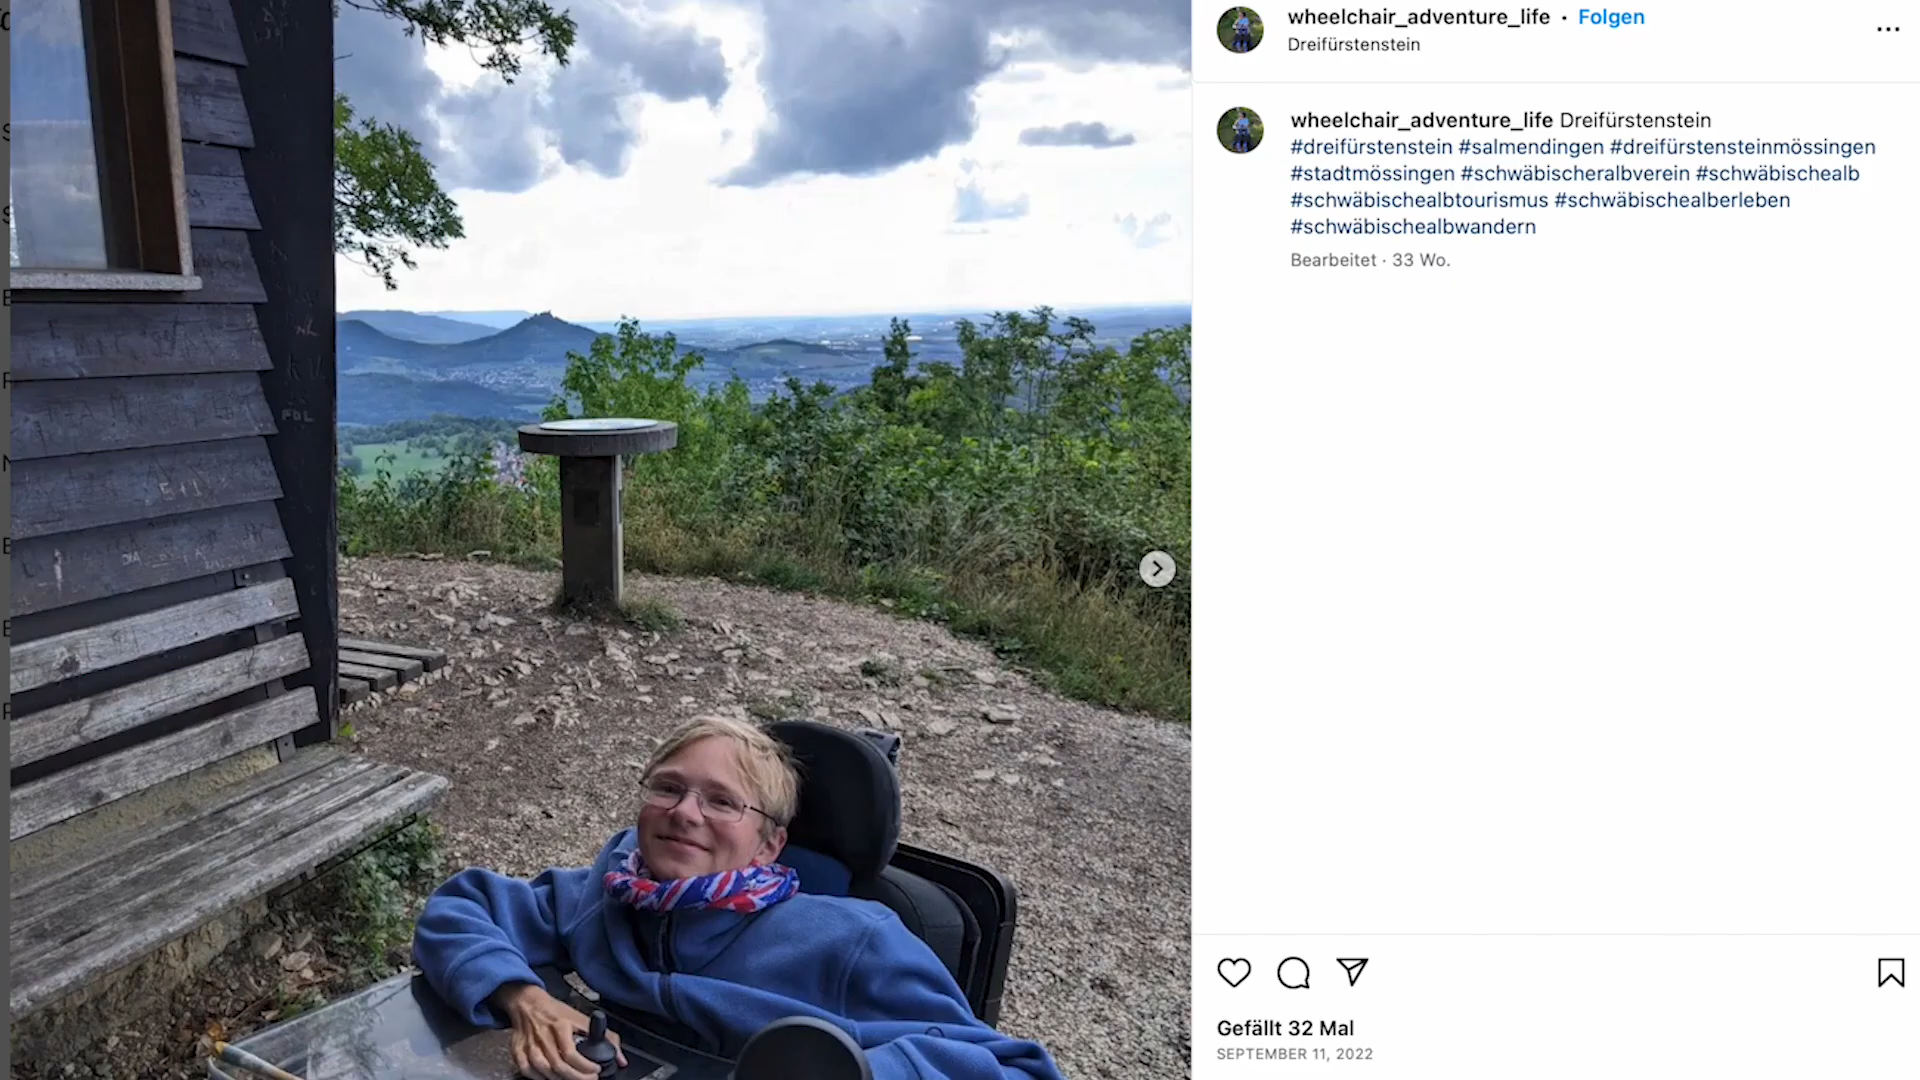 wheelchair_adventure_life • Folgen
Dreifürstenstein
wheelchair_adventure_life Dreifürstenstein
#dreifürstenstein #salmendingen #dreifürstensteinmössingen
#stadtmössingen #schwäbischeralbverein #schwäbischealb
#schwäbischealbtourismus #schwäbischealberleben
#schwäbischealbwandern
Bearbeitet · 33 Wo.
Gefällt 32 Mal
SEPTEMBER 11, 2022